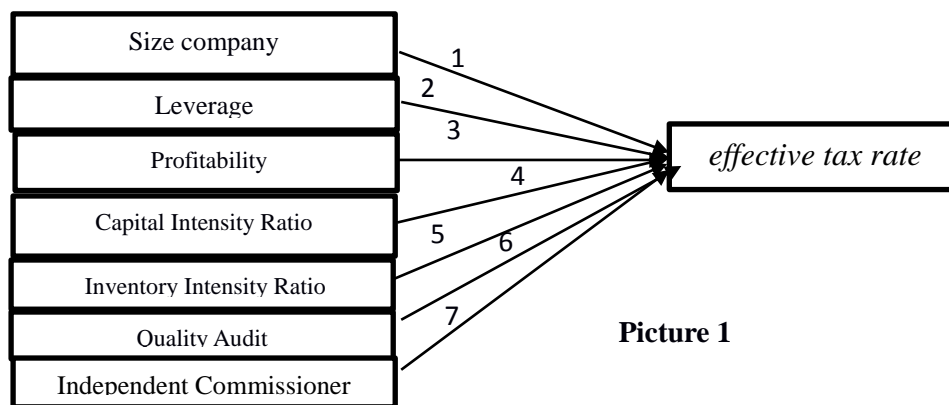 Size company
1
Leverage
2
3
Profitability
effective tax rate
4
Capital Intensity Ratio
5
6
Inventory Intensity Ratio
7
Quality Audit
Picture 1
Independent Commissioner